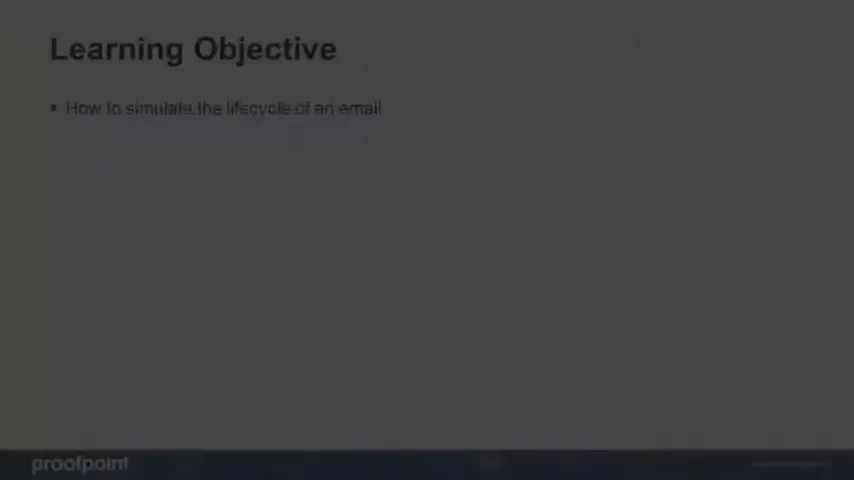 Learning Objective
▪ How to simulate the lifecycle of an email
proofpoint